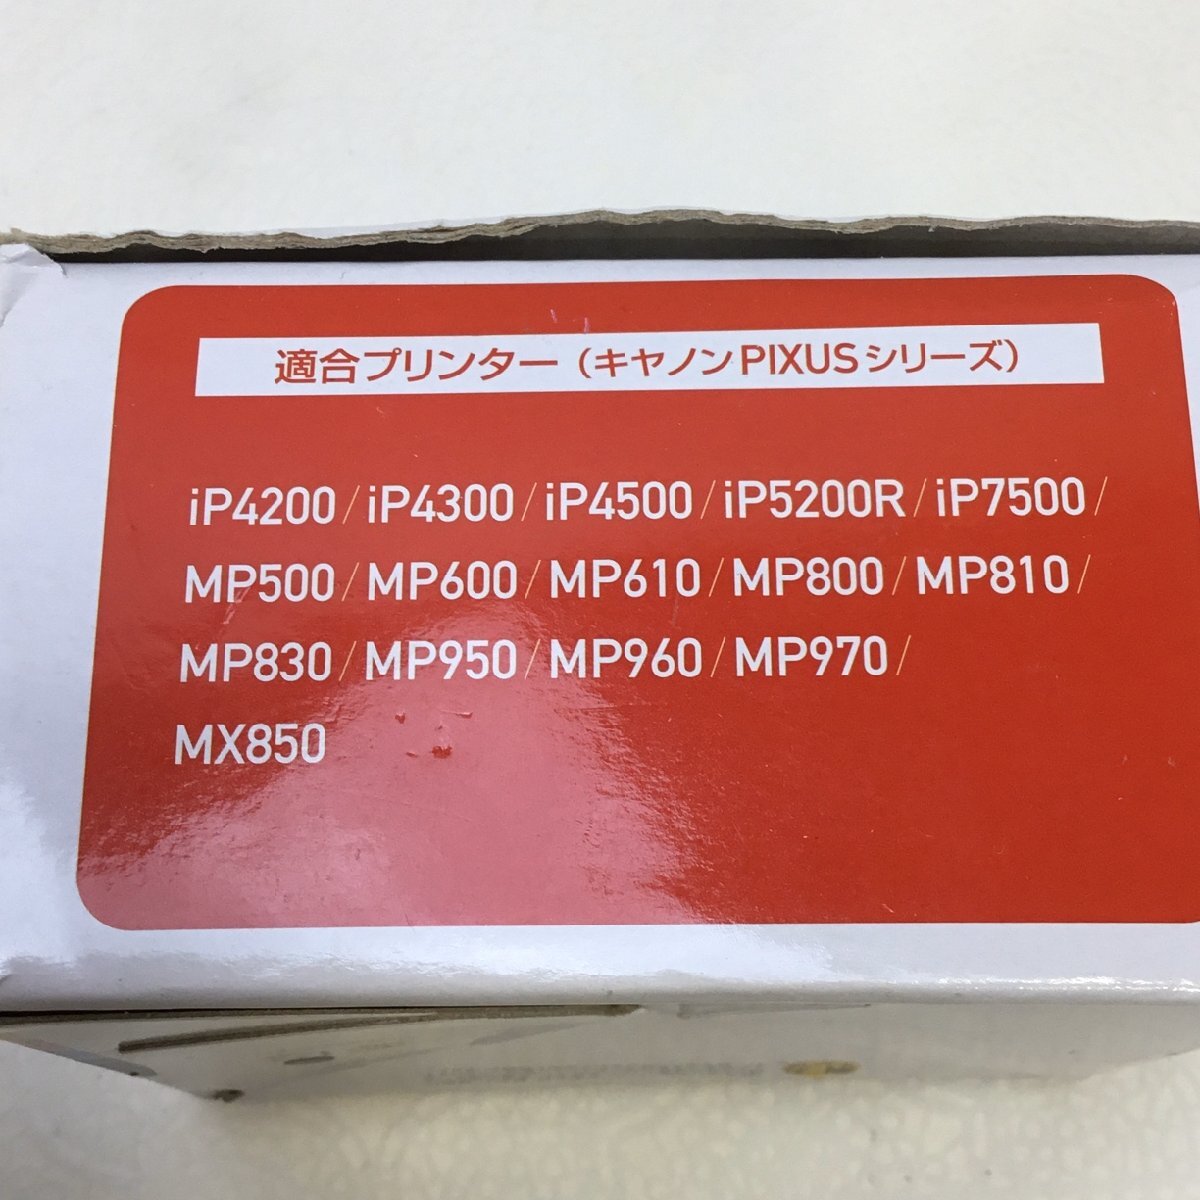 適合プリンター（キヤノンPIXUSシリーズ）
iP4200/iP4300/iP4500/iP5200R/iP7500/
MP500/MP600/MP610/MP800/MP810/
MP830/MP950/MP960/MP970/
MX850